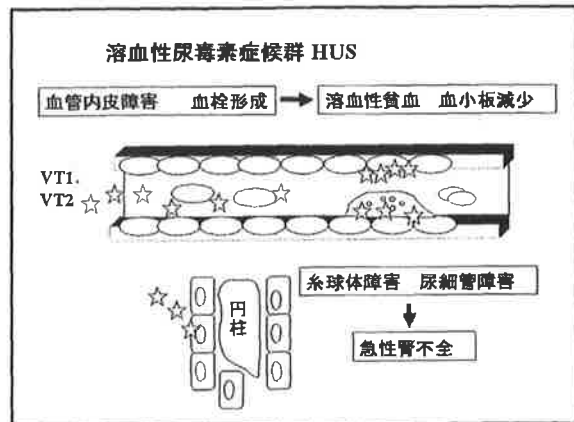 溶血性尿毒素症候群 HUS
血管内皮障害 血栓形成
溶血性貧血 血小板減少
VT1.
VT2
糸球体障害 尿細管障害
円柱
急性腎不全